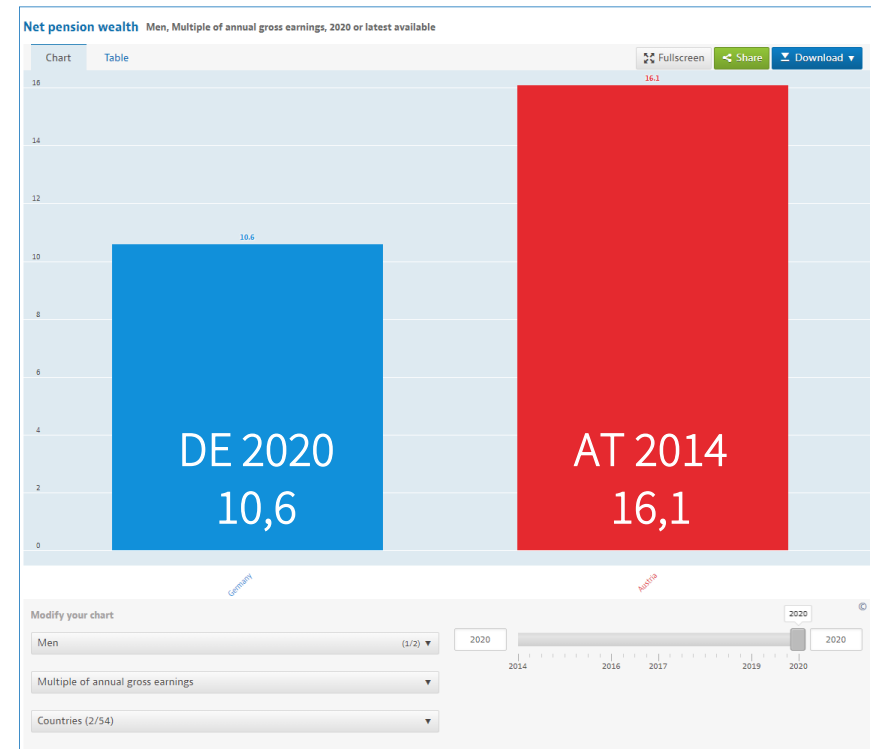 Net pension wealth Men, Multiple of annual gross earnings, 2020 or latest available
Chart Table Fullscreen Share Download ▼
16
16.1
14
12
10.6
10
8
6
4
DE 2020 AT 2014
10,6 16,1
2
0
Germany Austria
Modify your chart
©
2020
Men (1/2) ▼
2020 2020
2014 2016 2017 2019 2020
Multiple of annual gross earnings ▼
Countries (2/54) ▼